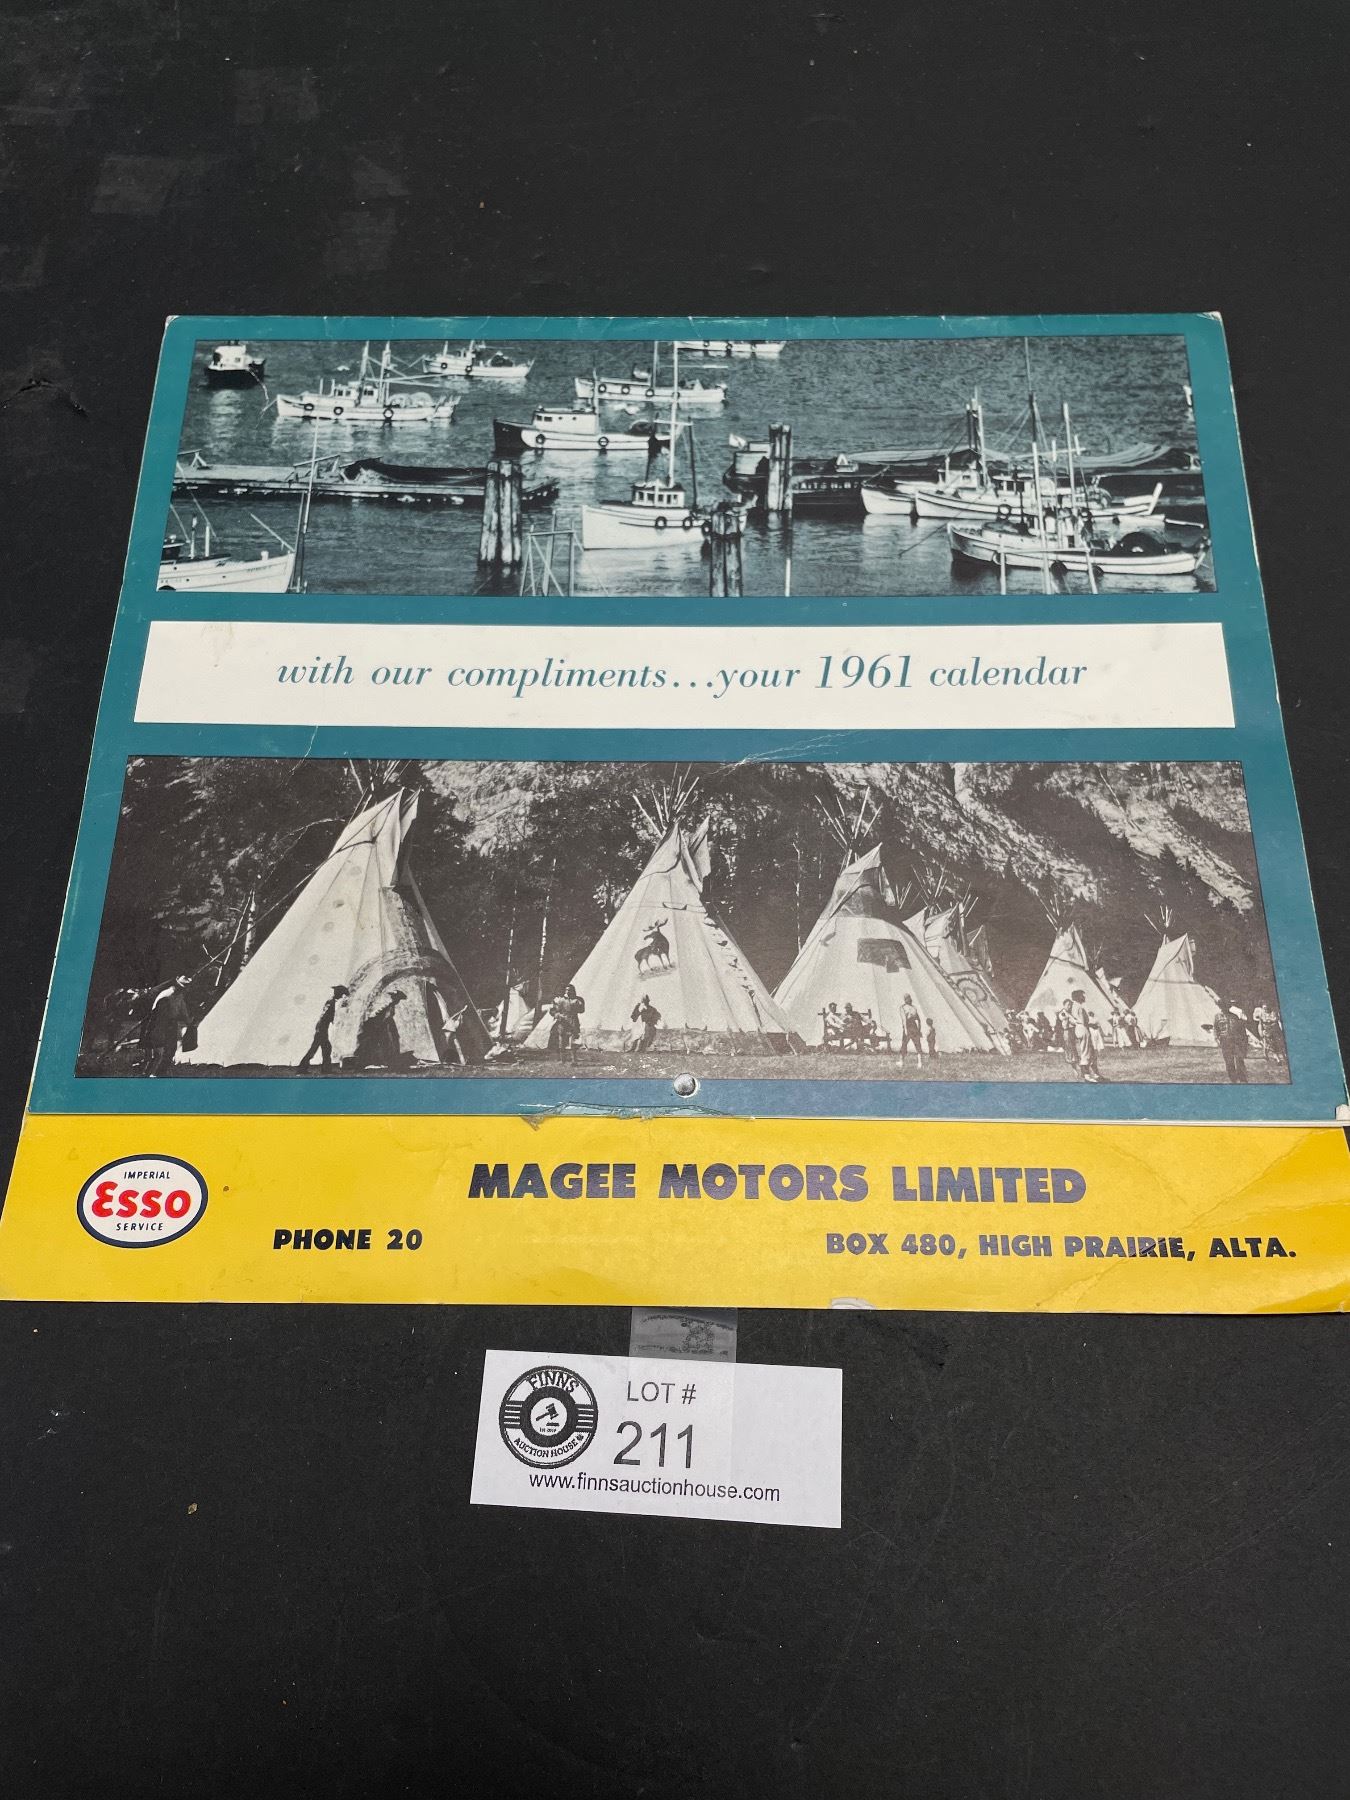 with our compliments...your 1961 calendar
IMPERIAL
Esso
SERVICE
MAGEE MOTORS LIMITED
PHONE 20
BOX 480, HIGH PRAIRIE, ALTA.
FINNS
AUCTION HOUSE
LOT #
211
www.finnsauctionhouse.com